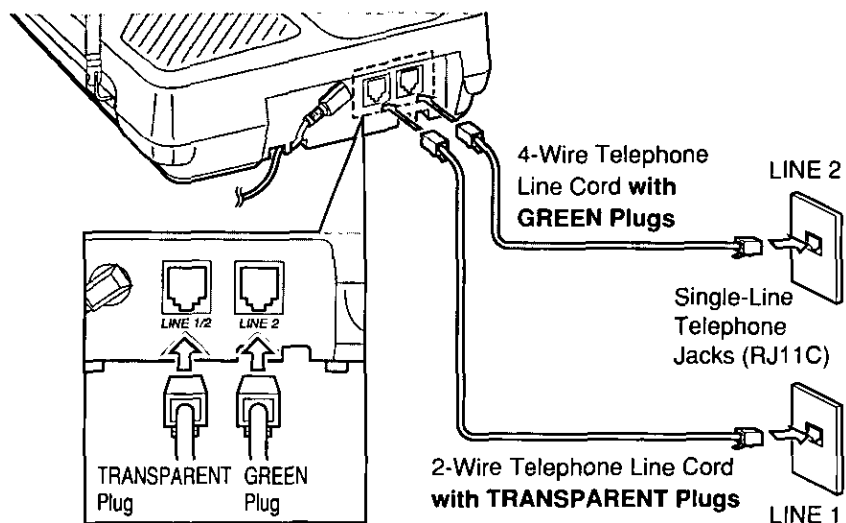 4-Wire Telephone
Line Cord with
GREEN Plugs
LINE 2
Single-Line
Telephone
Jacks (RJ11C)
LINE 1/2
LINE 2
TRANSPARENT
Plug
GREEN
Plug
2-Wire Telephone Line Cord
with TRANSPARENT Plugs
LINE 1